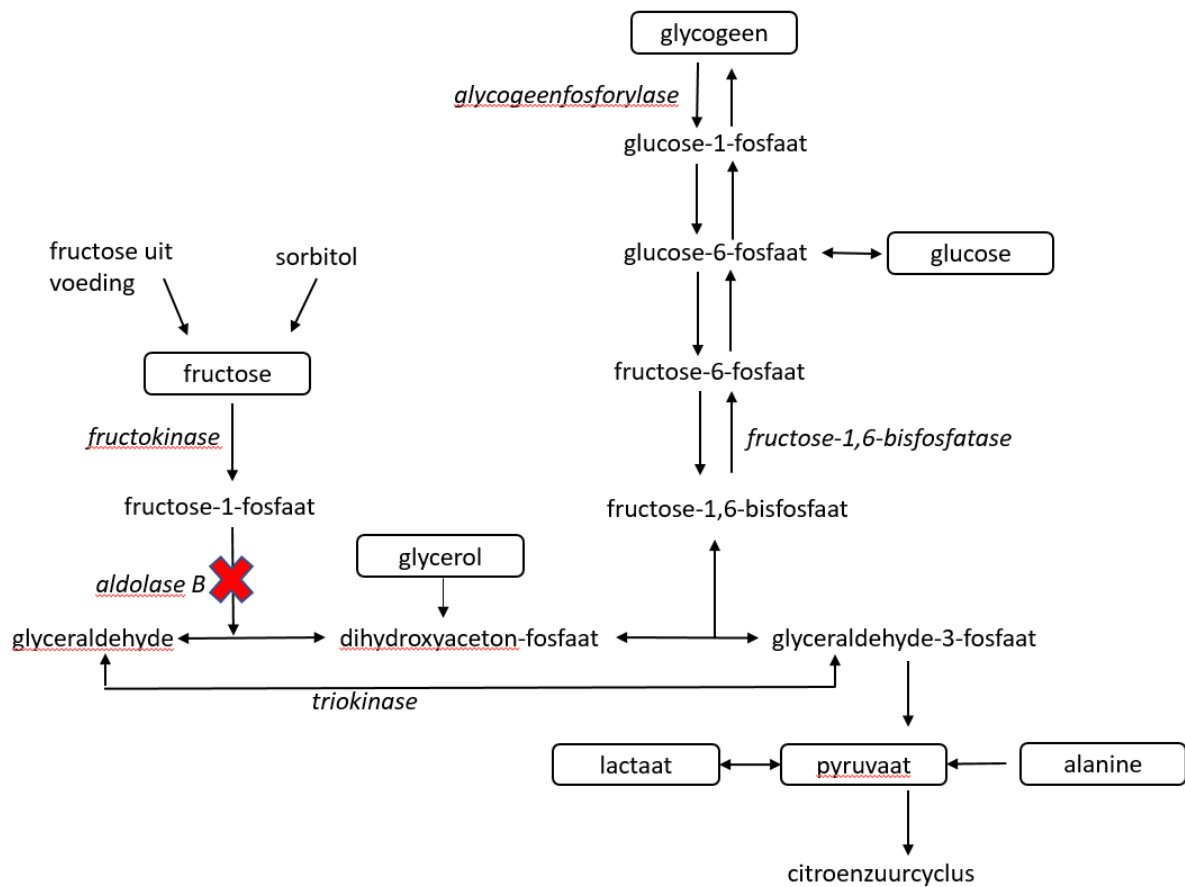 glycogeen
glycogeenfosforylase
glucose-1-fosfaat
fructose uit
voeding
sorbitol
glucose-6-fosfaat
glucose
fructose
fructose-6-fosfaat
fructokinase
fructose-1,6-bisfosfatase
fructose-1-fosfaat
fructose-1,6-bisfosfaat
glycerol
aldolase B
glyceraldehyde
dihydroxyaceton-fosfaat
glyceraldehyde-3-fosfaat
triokinase
lactaat
pyruvaat
alanine
citroenzuurcyclus